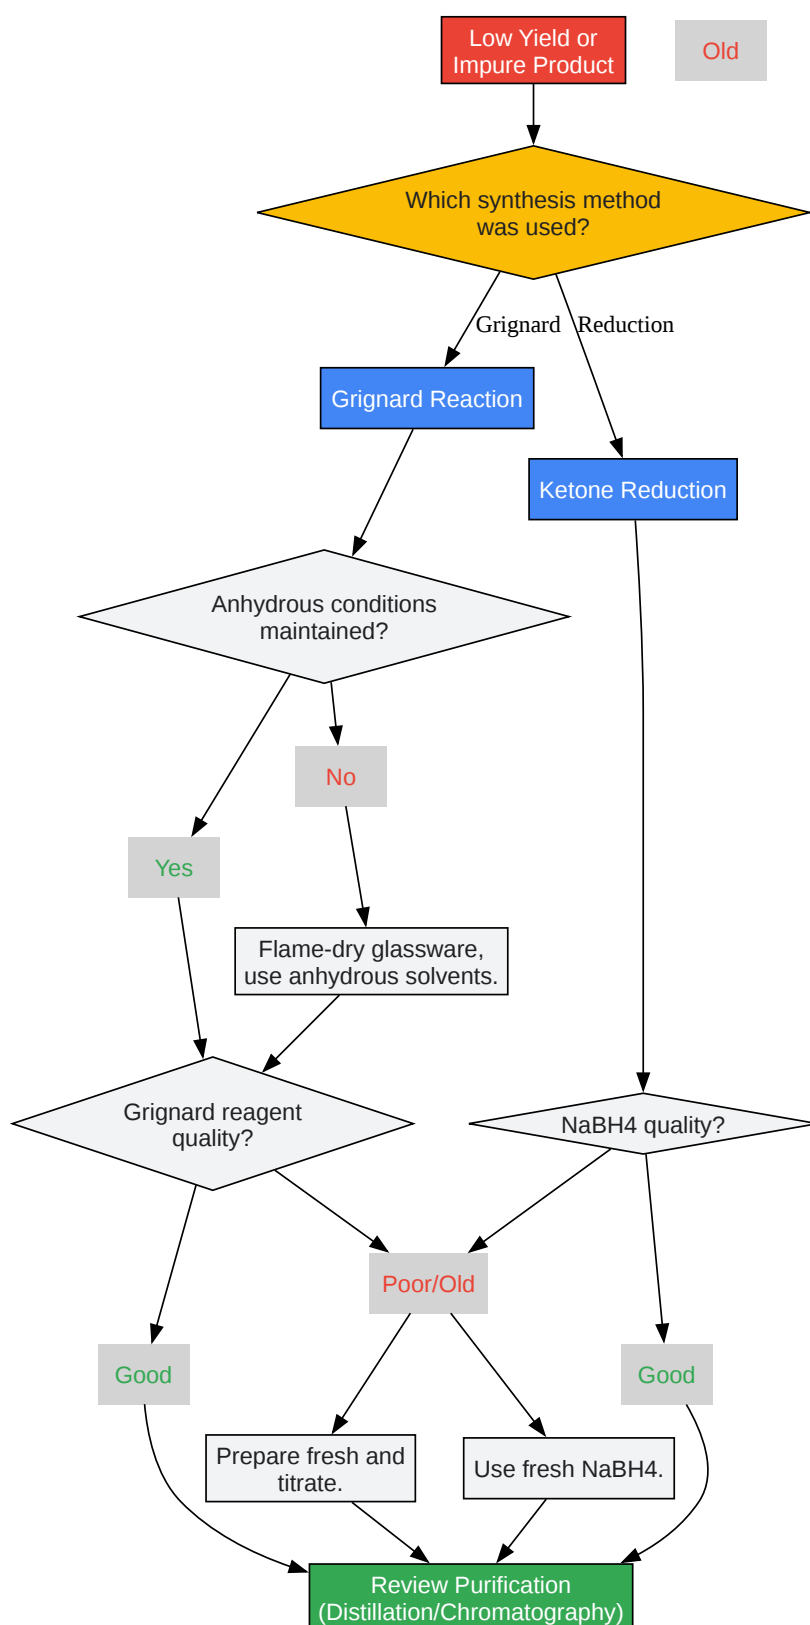 Low Yield or
Impure Product
Old
Which synthesis method
was used?
Grignard
Reduction
Grignard Reaction
Ketone Reduction
Anhydrous conditions
maintained?
No
Yes
Flame-dry glassware,
use anhydrous solvents.
Grignard reagent
quality?
NaBH4 quality?
Poor/Old
Good
Good
Prepare fresh and
titrate.
Use fresh NaBH4.
Review Purification
(Distillation/Chromatography)